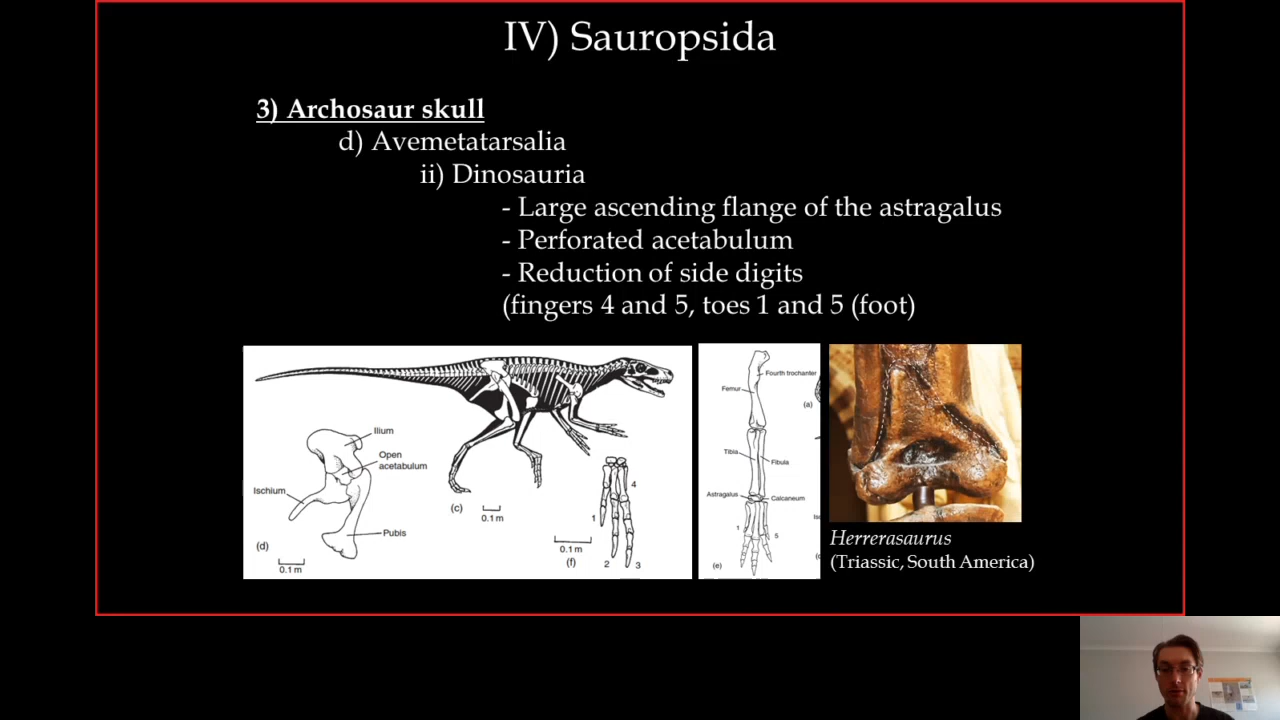 IV) Sauropsida
3) Archosaur skull
d) Avemetatarsalia
ii) Dinosauria
- Large ascending flange of the astragalus
- Perforated acetabulum
- Reduction of side digits
(fingers 4 and 5, toes 1 and 5 (foot)
Ilium
Open
acetabulum
Ischium
Pubis
(d)
0.1 m
(c)
0.1 m
4
1
0.1 m
(f)
2
3
Fourth trochanter
Femur
(a)
Tibia
Fibula
Astragalus
Calcaneum
1
5
(e)
Herrerasaurus
(Triassic, South America)